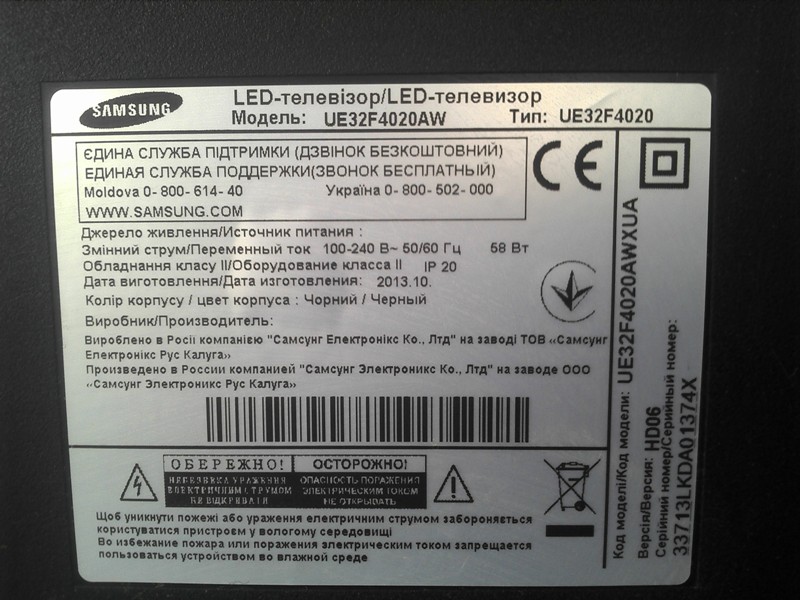 SAMSUNG
LED-телевізор/LED-телевизор
Модель: UE32F4020AW Тип: UE32F4020
ЄДИНА СЛУЖБА ПІДТРИМКИ (ДЗВІНОК БЕЗКОШТОВНИЙ)
ЕДИНАЯ СЛУЖБА ПОДДЕРЖКИ(ЗВОНОК БЕСПЛАТНЫЙ)
Moldova 0-800-614-40 Україна 0-800-502-000
WWW.SAMSUNG.COM
CE
Джерело живлення/Источник питания :
Змінний струм/Переменный ток 100-240 В~ 50/60 Гц 58 Вт
Обладнання класу II/Оборудование класса II IP 20
Дата виготовлення/Дата изготовления: 2013.10.
Колір корпусу / цвет корпуса : Чорний / Черный
Виробник/Производитель:
Вироблено в Росії компанією "Самсунг Електронікс Ко., Лтд" на заводі ТОВ «Самсунг
Електронікс Рус Калуга»
Произведено в России компанией "Самсунг Электроникс Ко., Лтд" на заводе ООО
«Самсунг Электроникс Рус Калуга»
ОБЕРЕЖНО!
НЕБЕЗПЕКА УРАЖЕННЯ
ЕЛЕКТРИЧНИМ СТРУМОМ
НЕ ВІДКРИВАТИ
ОСТОРОЖНО!
ОПАСНОСТЬ ПОРАЖЕНИЯ
ЭЛЕКТРИЧЕСКИМ ТОКОМ
НЕ ОТКРЫВАТЬ
Щоб уникнути пожежі або ураження електричним струмом забороняється
користуватися пристроєм у вологому середовищі
Во избежание пожара или поражения электрическим током запрещается
пользоваться устройством во влажной среде
Код моделі/Код модели: UE32F4020AWXUA
Версія/Версия: HD06
Серійний номер/Серийный номер:
33713LKDA01374X